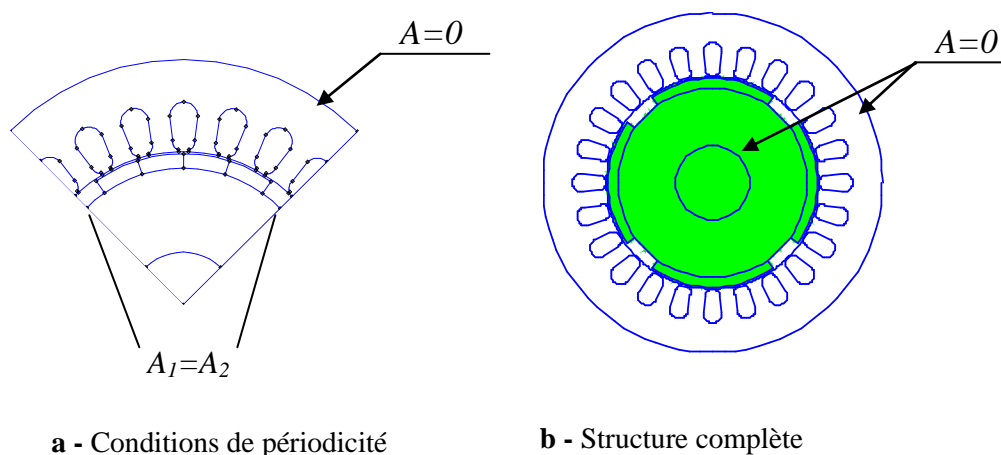 A=0
A=0
A₁=A₂
a - Conditions de périodicité
b - Structure complète